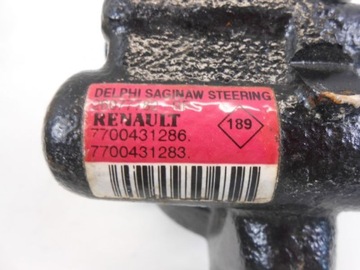 DELPHI SAGINAW STEERING
RENAULT
189
7700431286.
7700431283.